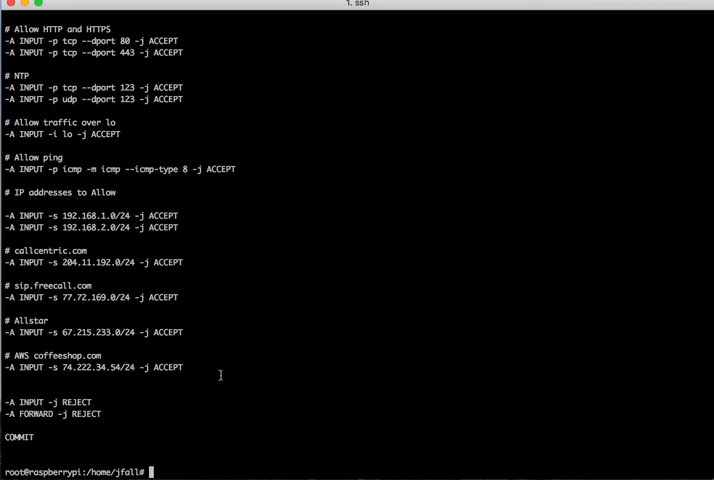 1. ssh
# Allow HTTP and HTTPS
-A INPUT -p tcp --dport 80 -j ACCEPT
-A INPUT -p tcp --dport 443 -j ACCEPT
# NTP
-A INPUT -p tcp --dport 123 -j ACCEPT
-A INPUT -p udp --dport 123 -j ACCEPT
# Allow traffic over lo
-A INPUT -i lo -j ACCEPT
# Allow ping
-A INPUT -p icmp -m icmp --icmp-type 8 -j ACCEPT
# IP addresses to Allow
-A INPUT -s 192.168.1.0/24 -j ACCEPT
-A INPUT -s 192.168.2.0/24 -j ACCEPT
# callcentric.com
-A INPUT -s 204.11.192.0/24 -j ACCEPT
# sip.freecall.com
-A INPUT -s 77.72.169.0/24 -j ACCEPT
# Allstar
-A INPUT -s 67.215.233.0/24 -j ACCEPT
# AWS coffeeshop.com
-A INPUT -s 74.222.34.54/24 -j ACCEPT
-A INPUT -j REJECT
-A FORWARD -j REJECT
COMMIT
root@raspberrypi:/home/jfall#